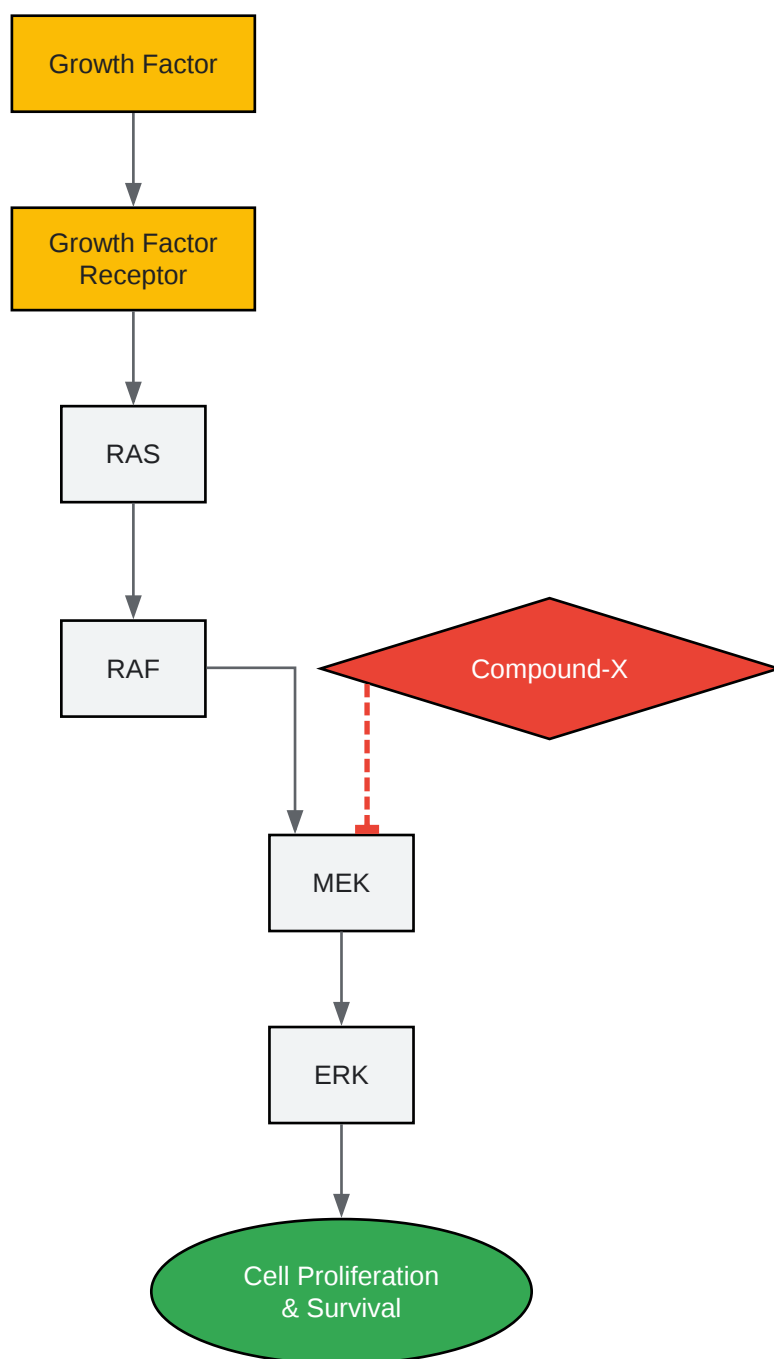 Growth Factor
Growth Factor
Receptor
RAS
RAF
Compound-X
MEK
ERK
Cell Proliferation
& Survival